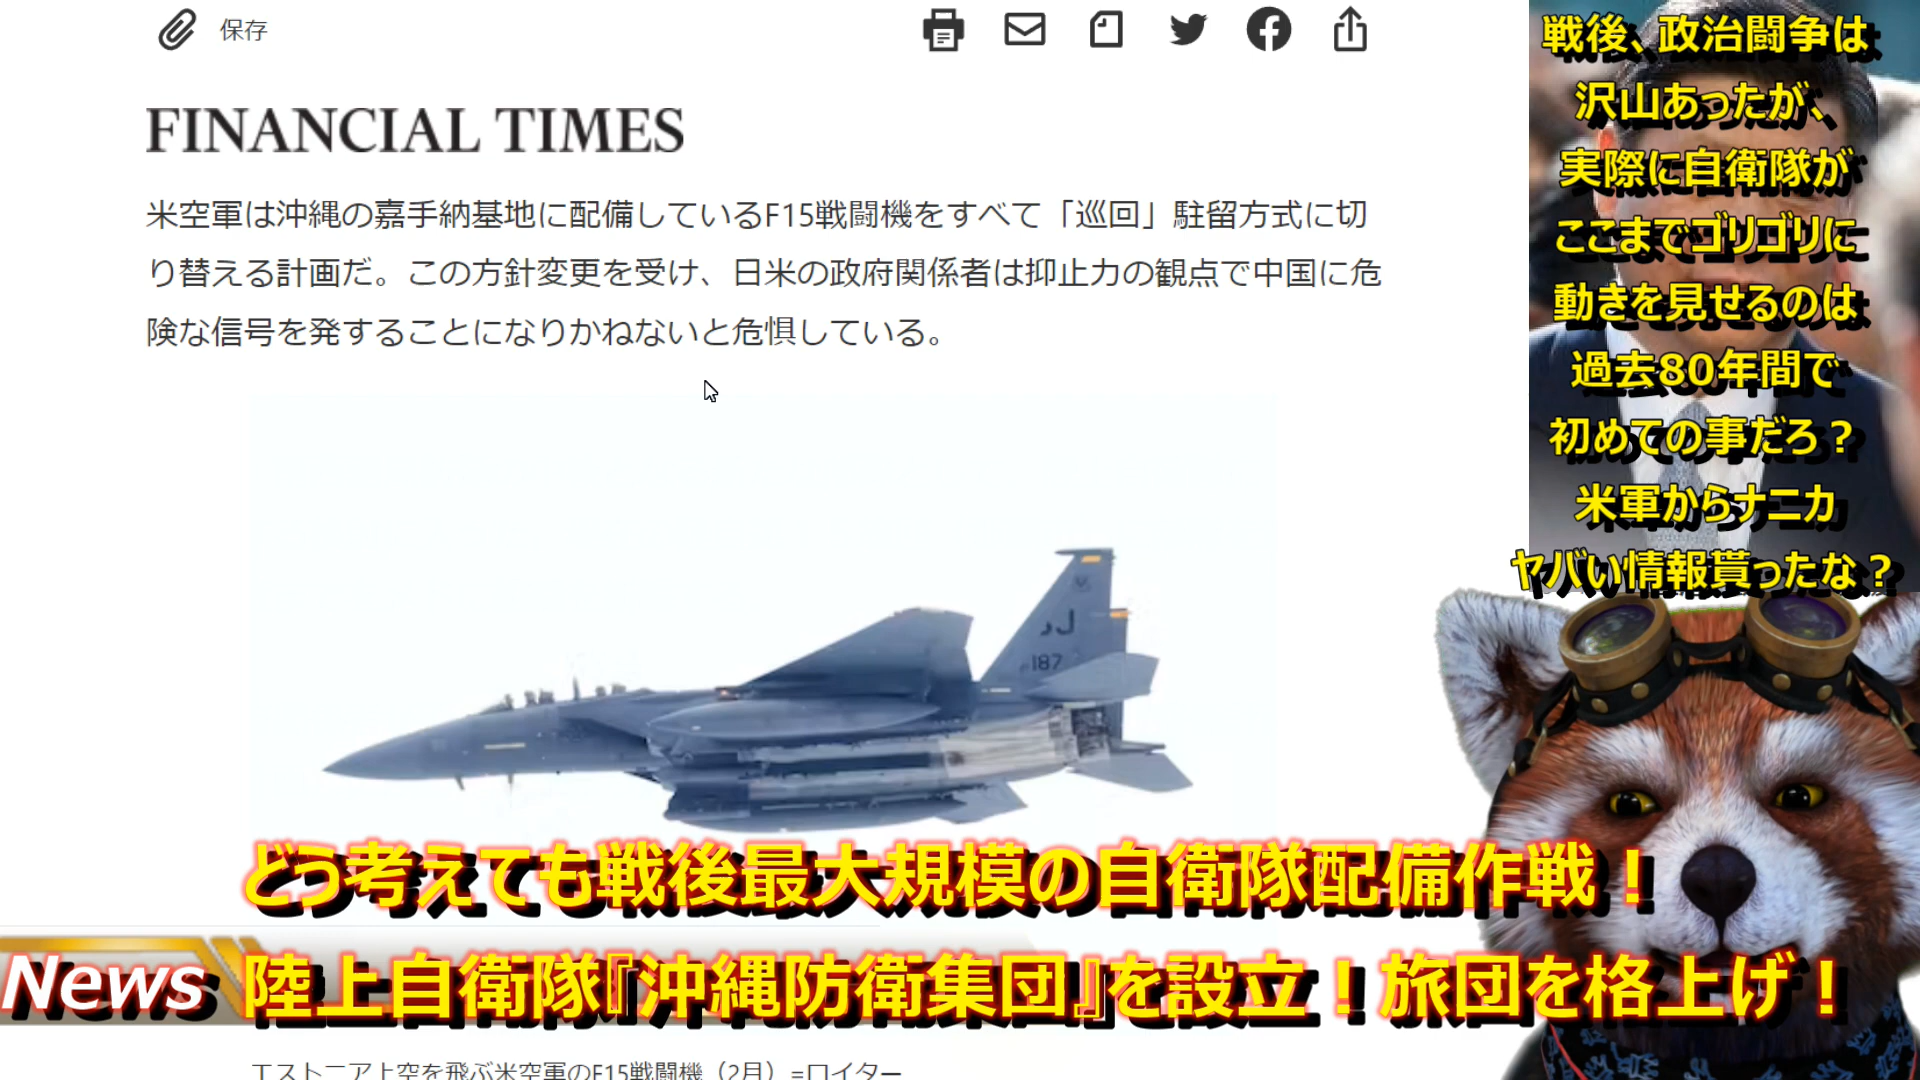 保存
FINANCIAL TIMES
米空軍は沖縄の嘉手納基地に配備しているF15戦闘機をすべて「巡回」駐留方式に切
り替える計画だ。この方針変更を受け、日米の政府関係者は抑止力の観点で中国に危
険な信号を発することになりかねないと危惧している。
戦後、政治闘争は
沢山あったが、
実際に自衛隊が
ここまでゴリゴリに
動きを見せるのは
過去80年間で
初めての事だろ？
米軍からナニカ
ヤバい情報貰ったな？
SJ
187
どう考えても戦後最大規模の自衛隊配備作戦！
News
陸上自衛隊『沖縄防衛集団』を設立！旅団を格上げ！
エストニア上空を飛ぶ米空軍のF15戦闘機（2月）=ロイター